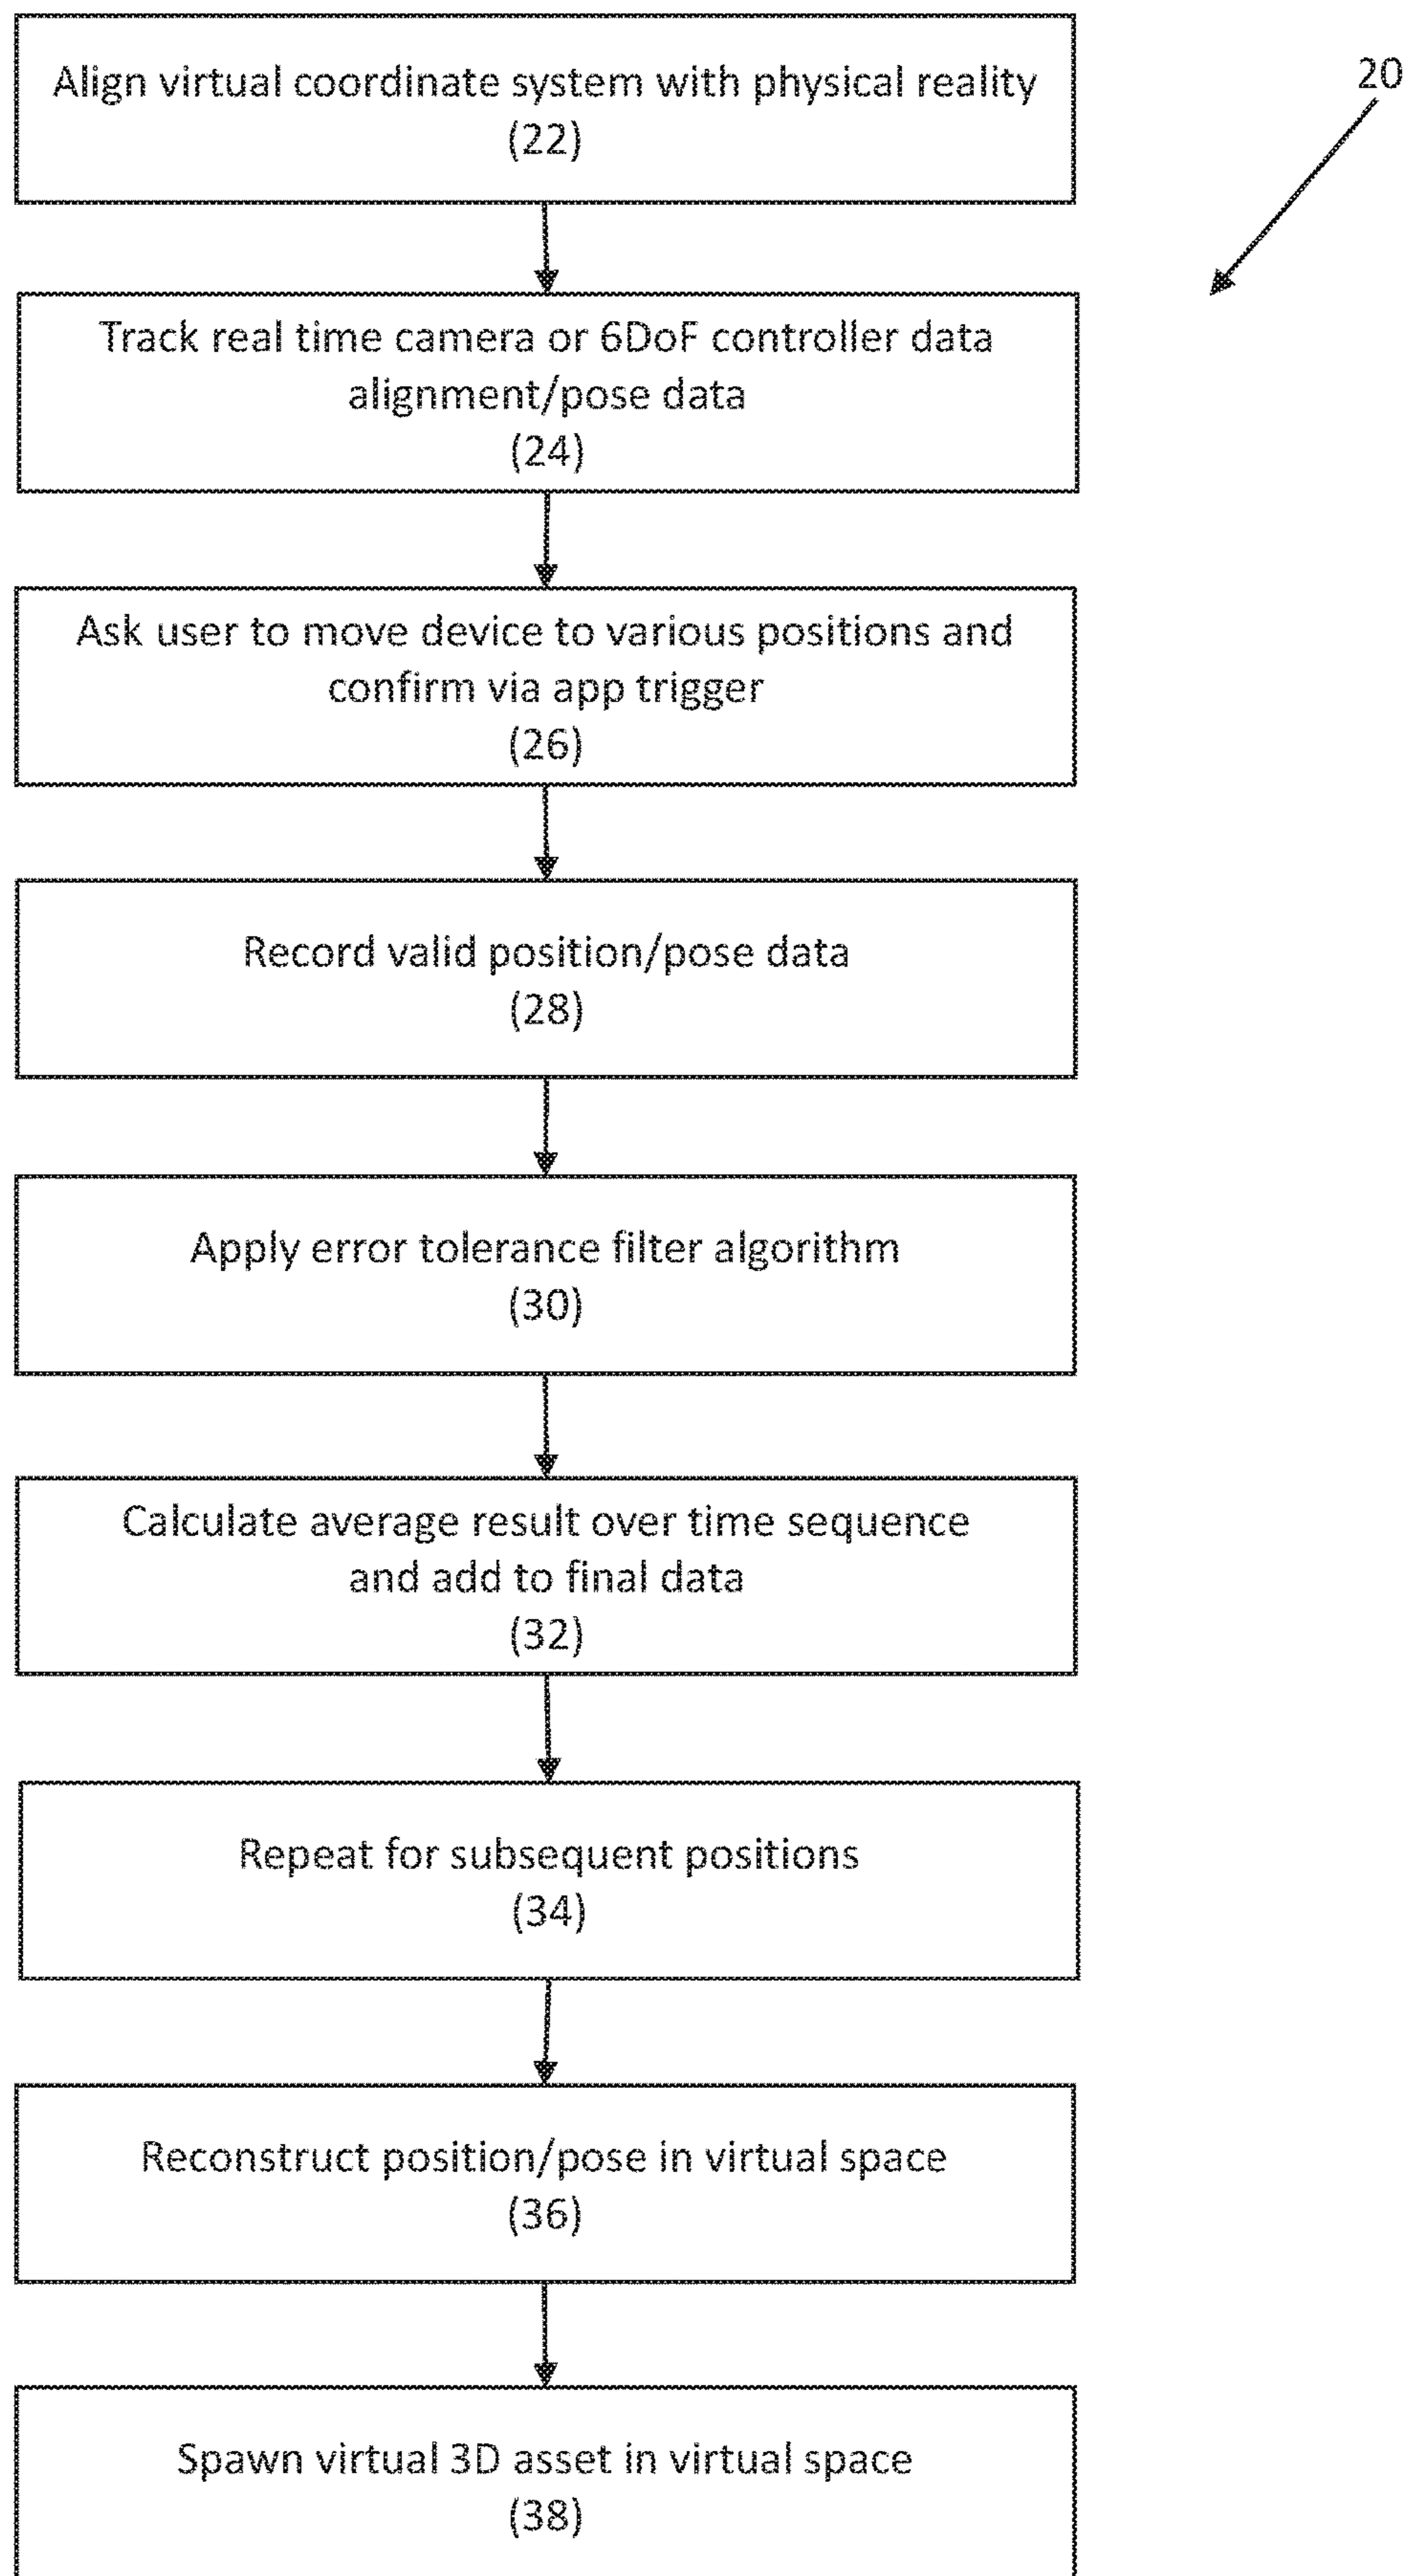 Align virtual coordinate system with physical reality
(22)
20
Track real time camera or 6DoF controller data
alignment/pose data
(24)
Ask user to move device to various positions and
confirm via app trigger
(26)
Record valid position/pose data
(28)
Apply error tolerance filter algorithm
(30)
Calculate average result over time sequence
and add to final data
(32)
Repeat for subsequent positions
(34)
Reconstruct position/pose in virtual space
(36)
Spawn virtual 3D asset in virtual space
(38)